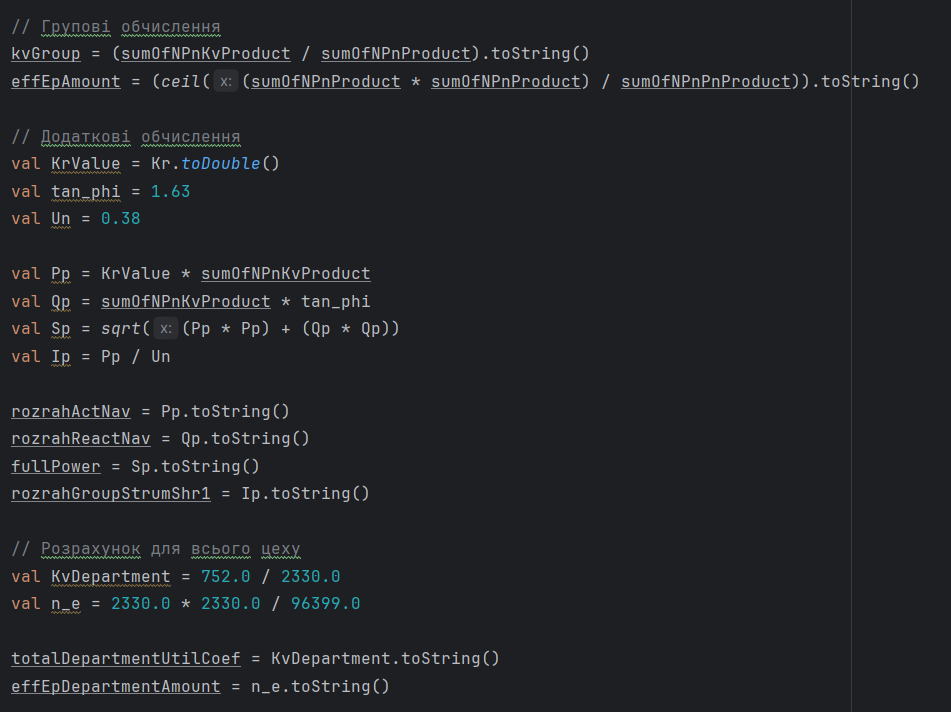 // Групові обчислення
kvGroup = (sumOfNPnKvProduct / sumOfNPnProduct).toString()
effEpAmount = (ceil( x: (sumOfNPnProduct * sumOfNPnProduct) / sumOfNPnPnProduct)).toString()
// Додаткові обчислення
val KrValue = Kr.toDouble()
val tan_phi = 1.63
val Un = 0.38
val Pp = KrValue * sumOfNPnKvProduct
val Qp = sumOfNPnKvProduct * tan_phi
val Sp = sqrt( x: (Pp * Pp) + (Qp * Qp))
val Ip = Pp / Un
rozrahActNav = Pp.toString()
rozrahReactNav = Qp.toString()
fullPower = Sp.toString()
rozrahGroupStrumShr1 = Ip.toString()
// Розрахунок для всього цеху
val KvDepartment = 752.0 / 2330.0
val n_e = 2330.0 * 2330.0 / 96399.0
totalDepartmentUtilCoef = KvDepartment.toString()
effEpDepartmentAmount = n_e.toString()